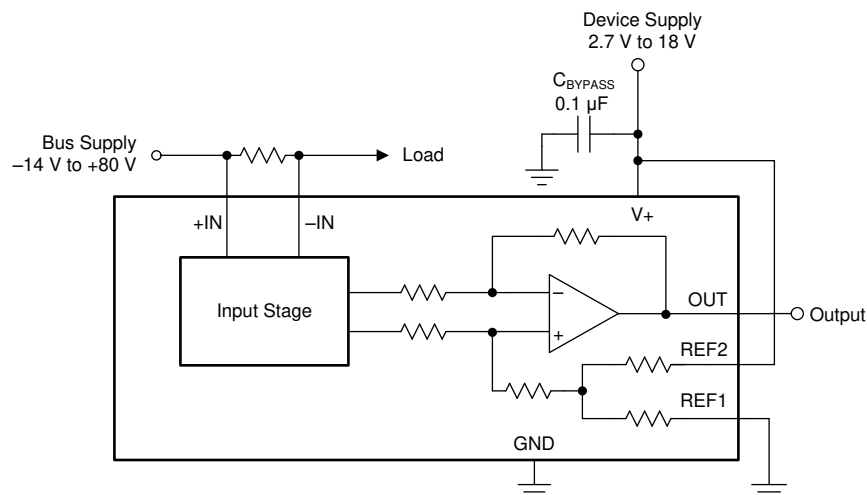 Device Supply
2.7 V to 18 V
CBYPASS
0.1 µF
Bus Supply
–14 V to +80 V
Load
+IN
–IN
V+
Input Stage
–
+
OUT
Output
REF2
REF1
GND